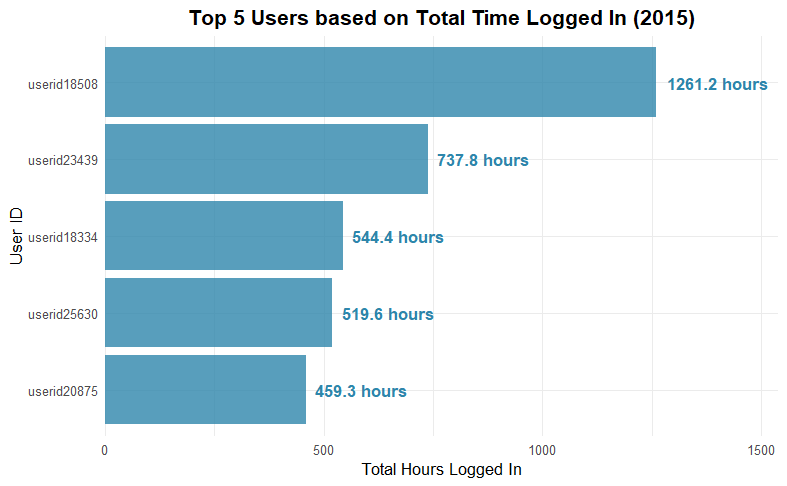 Top 5 Users based on Total Time Logged In (2015)
User ID
userid18508 1261.2 hours
userid23439 737.8 hours
userid18334 544.4 hours
userid25630 519.6 hours
userid20875 459.3 hours
0 500 1000 1500
Total Hours Logged In